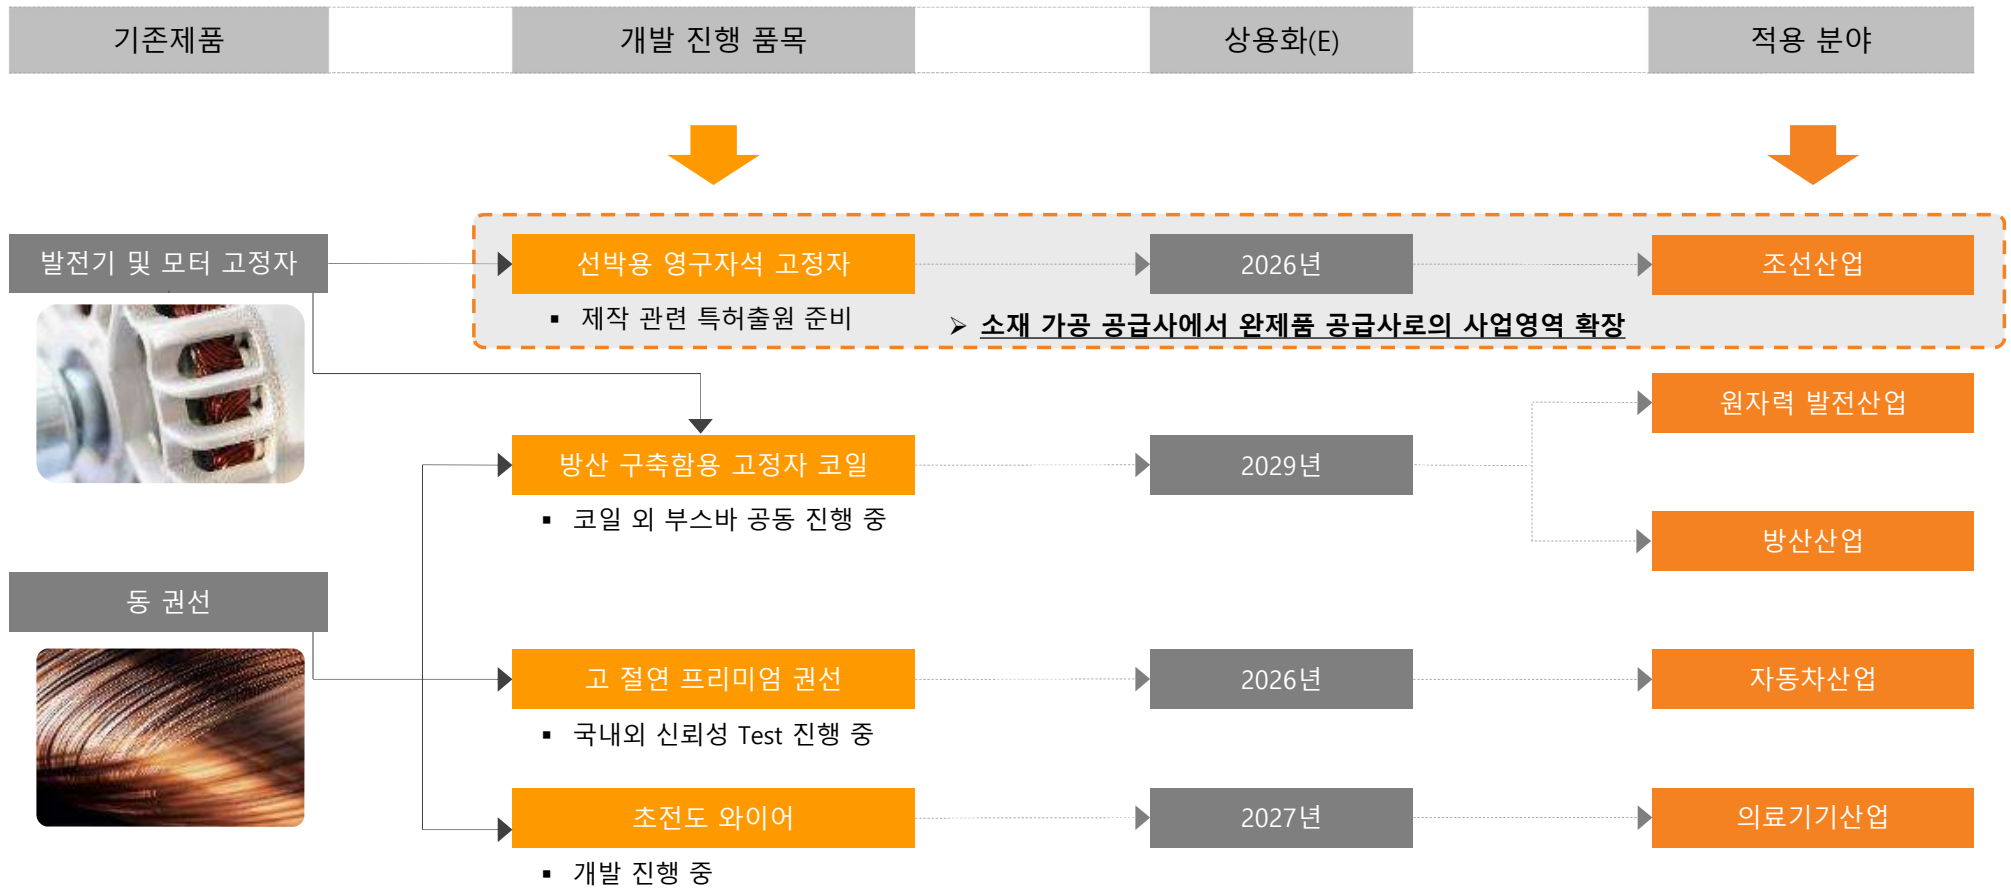 기존제품
개발 진행 품목
상용화(E)
적용 분야
발전기 및 모터 고정자
선박용 영구자석 고정자
2026년
조선산업
▪ 제작 관련 특허출원 준비
➢ 소재 가공 공급사에서 완제품 공급사로의 사업영역 확장
원자력 발전산업
방산 구축함용 고정자 코일
2029년
▪ 코일 외 부스바 공동 진행 중
방산산업
동 권선
고 절연 프리미엄 권선
2026년
자동차산업
▪ 국내외 신뢰성 Test 진행 중
초전도 와이어
2027년
의료기기산업
▪ 개발 진행 중